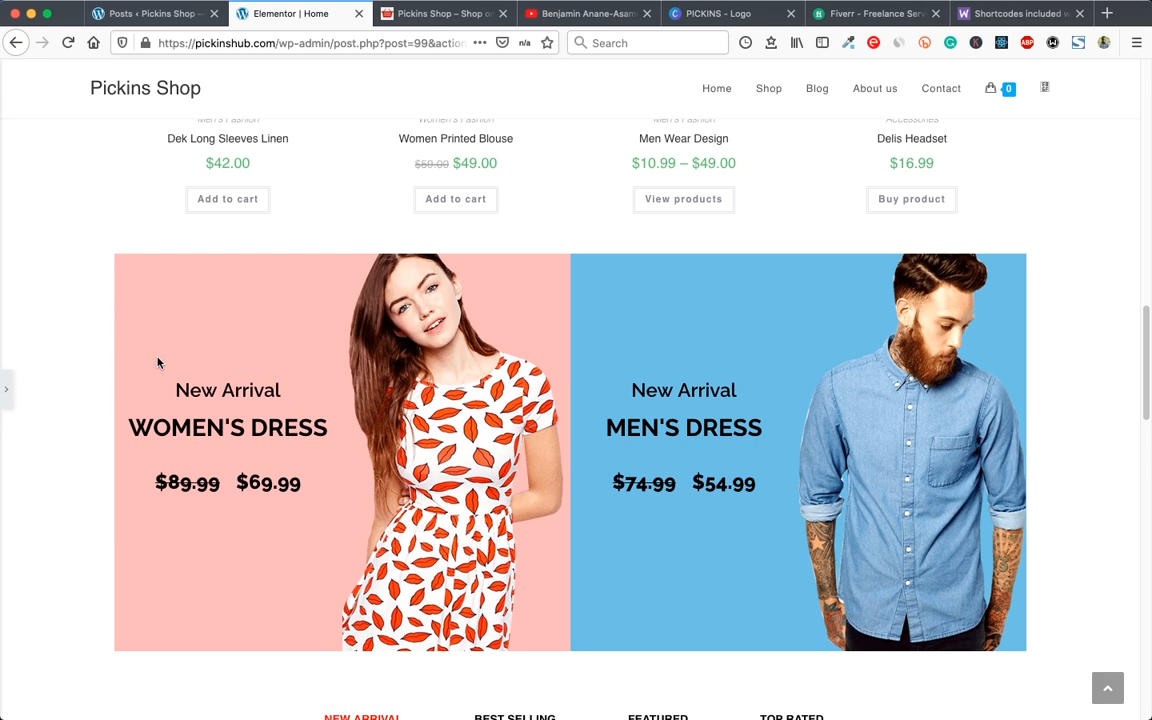 Posts ‹ Pickins Shop —
Elementor | Home
Pickins Shop – Shop o
Benjamin Anane-Asam
PICKINS - Logo
Fiverr - Freelance Ser
Shortcodes included w
https://pickinshub.com/wp-admin/post.php?post=99&action
n/a
Search
ABP
Pickins Shop
Home
Shop
Blog
About us
Contact
0
Men's Fashion
Women's Fashion
Men's Fashion
Accessories
Dek Long Sleeves Linen
Women Printed Blouse
Men Wear Design
Delis Headset
$42.00
$59.00 $49.00
$10.99 – $49.00
$16.99
Add to cart
Add to cart
View products
Buy product
New Arrival
WOMEN'S DRESS
$89.99 $69.99
New Arrival
MEN'S DRESS
$74.99 $54.99
NEW ARRIVAL
BEST SELLING
FEATURED
TOP RATED